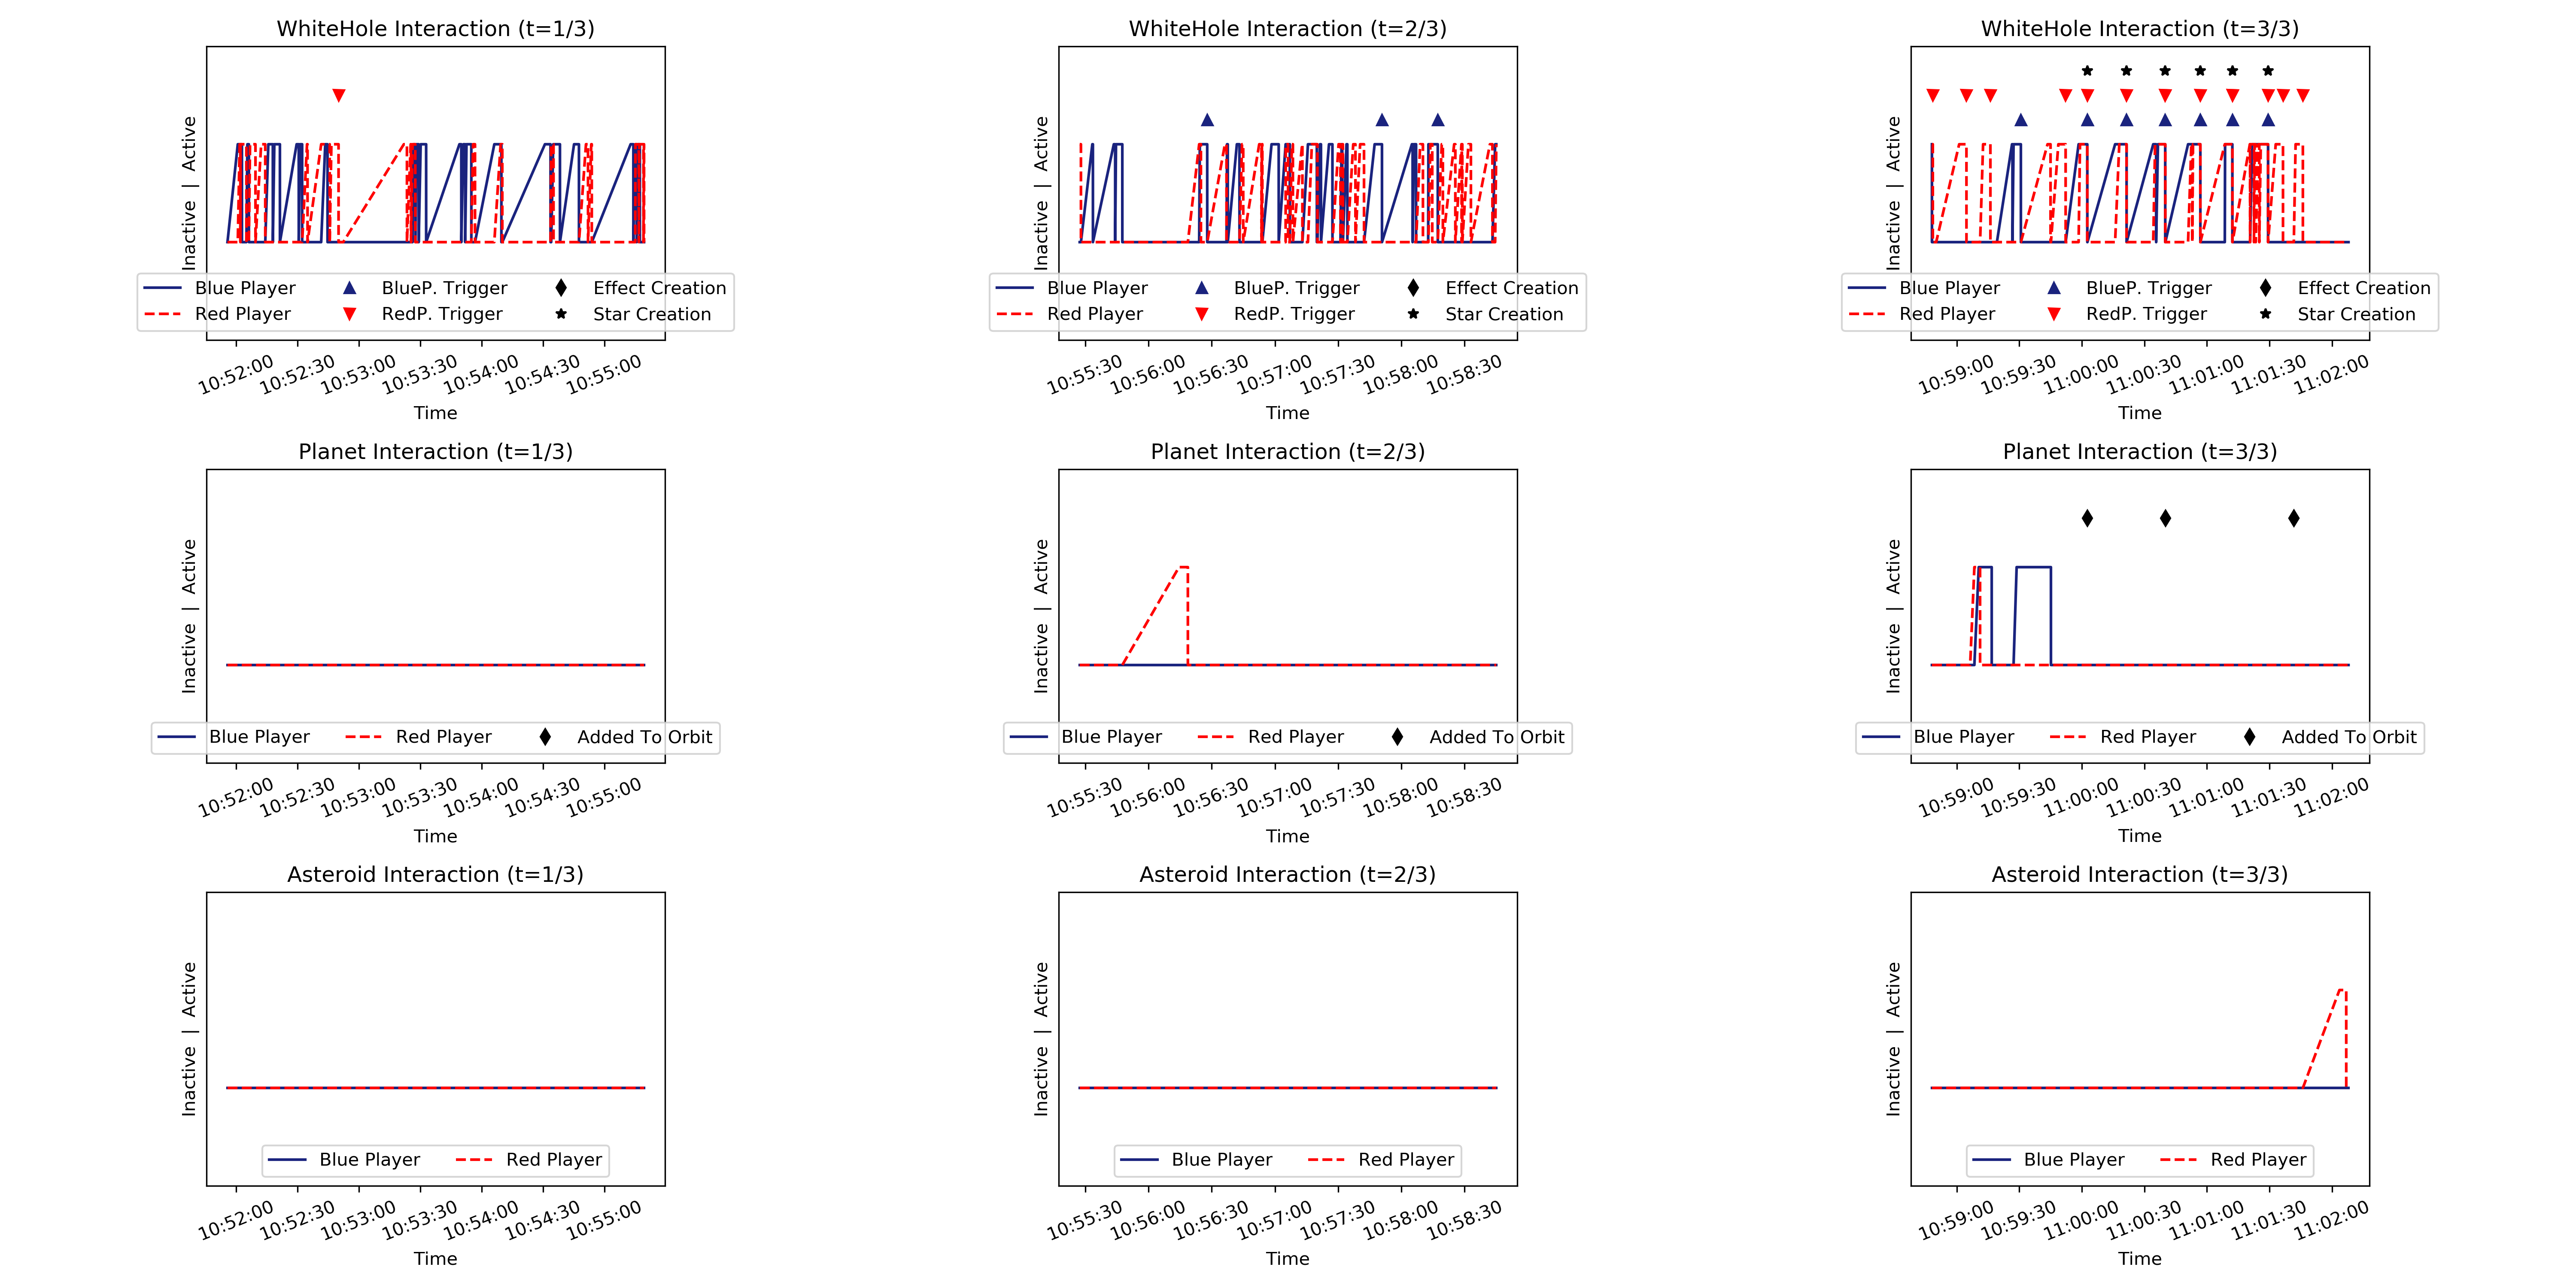 WhiteHole Interaction (t=1/3)
Inactive | Active
Blue Player BlueP. Trigger Effect Creation
Red Player RedP. Trigger Star Creation
10:52:00 10:52:30 10:53:00 10:53:30 10:54:00 10:54:30 10:55:00
Time
WhiteHole Interaction (t=2/3)
Inactive | Active
Blue Player BlueP. Trigger Effect Creation
Red Player RedP. Trigger Star Creation
10:55:30 10:56:00 10:56:30 10:57:00 10:57:30 10:58:00 10:58:30
Time
WhiteHole Interaction (t=3/3)
Inactive | Active
Blue Player BlueP. Trigger Effect Creation
Red Player RedP. Trigger Star Creation
10:59:00 10:59:30 11:00:00 11:00:30 11:01:00 11:01:30 11:02:00
Time
Planet Interaction (t=1/3)
Inactive | Active
Blue Player Red Player Added To Orbit
10:52:00 10:52:30 10:53:00 10:53:30 10:54:00 10:54:30 10:55:00
Time
Planet Interaction (t=2/3)
Inactive | Active
Blue Player Red Player Added To Orbit
10:55:30 10:56:00 10:56:30 10:57:00 10:57:30 10:58:00 10:58:30
Time
Planet Interaction (t=3/3)
Inactive | Active
Blue Player Red Player Added To Orbit
10:59:00 10:59:30 11:00:00 11:00:30 11:01:00 11:01:30 11:02:00
Time
Asteroid Interaction (t=1/3)
Inactive | Active
Blue Player Red Player
10:52:00 10:52:30 10:53:00 10:53:30 10:54:00 10:54:30 10:55:00
Time
Asteroid Interaction (t=2/3)
Inactive | Active
Blue Player Red Player
10:55:30 10:56:00 10:56:30 10:57:00 10:57:30 10:58:00 10:58:30
Time
Asteroid Interaction (t=3/3)
Inactive | Active
Blue Player Red Player
10:59:00 10:59:30 11:00:00 11:00:30 11:01:00 11:01:30 11:02:00
Time